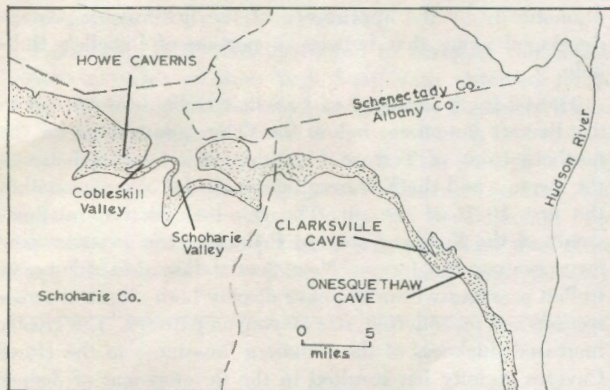 HOWE CAVERNS
Schenectady Co.
Albany Co.
Hudson River
Cobleskill
Valley
Schoharie
Valley
CLARKSVILLE
CAVE
ONESQUETHAW
CAVE
Schoharie Co.
0 5
miles